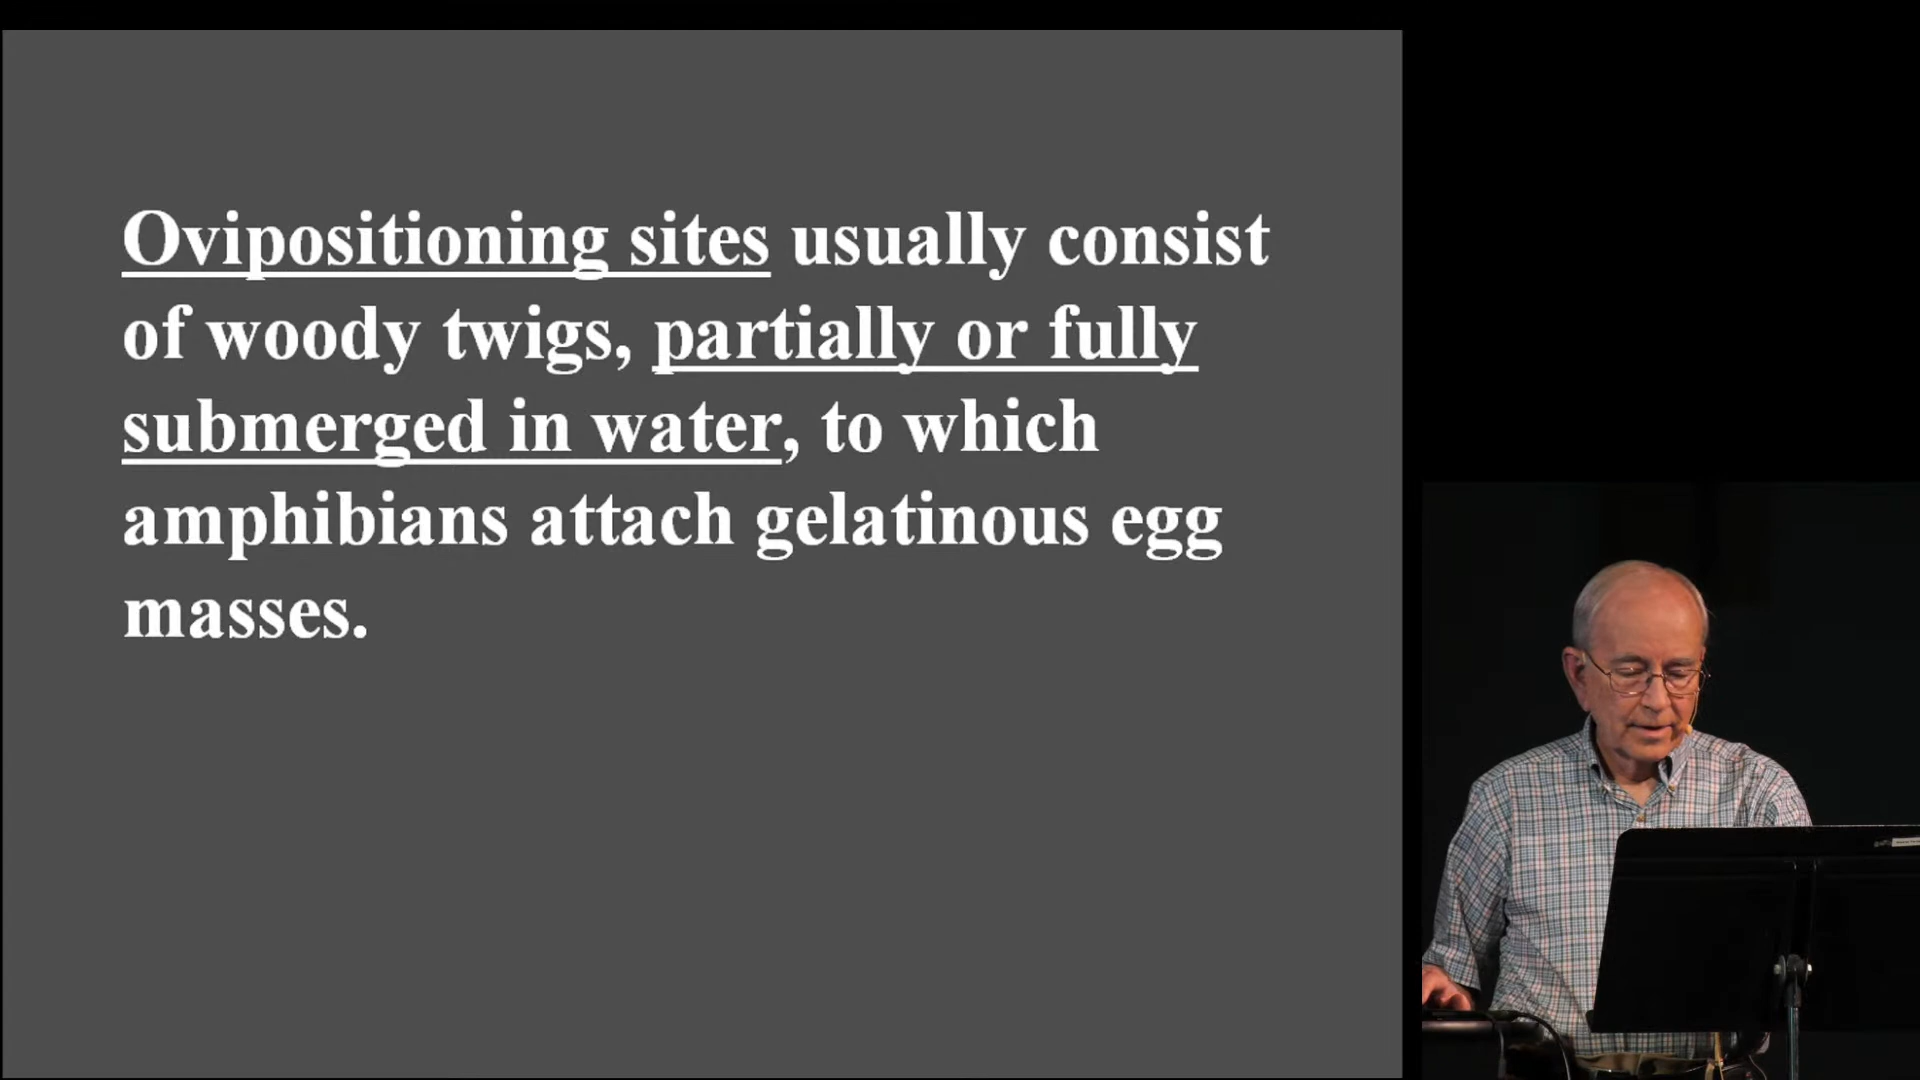 Ovipositioning sites usually consist
of woody twigs, partially or fully
submerged in water, to which
amphibians attach gelatinous egg
masses.